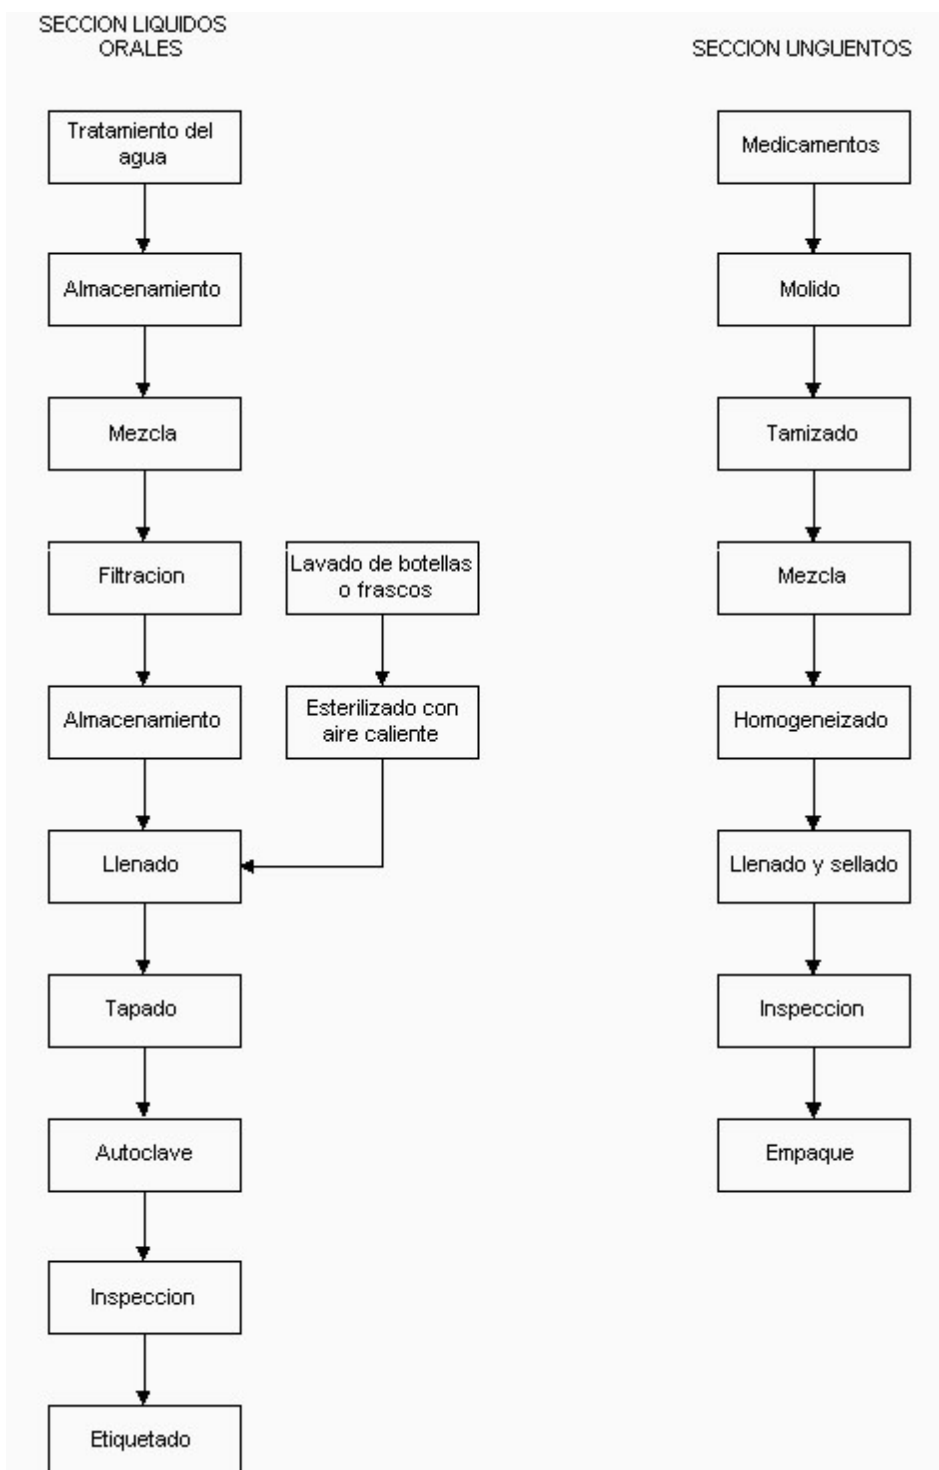 SECCION LIQUIDOS
ORALES
Tratamiento del
agua
Almacenamiento
Mezcla
Filtracion
Lavado de botellas
o frascos
Almacenamiento
Esterilizado con
aire caliente
Llenado
Tapado
Autoclave
Inspeccion
Etiquetado
SECCION UNGUENTOS
Medicamentos
Molido
Tamizado
Mezcla
Homogeneizado
Llenado y sellado
Inspeccion
Empaque